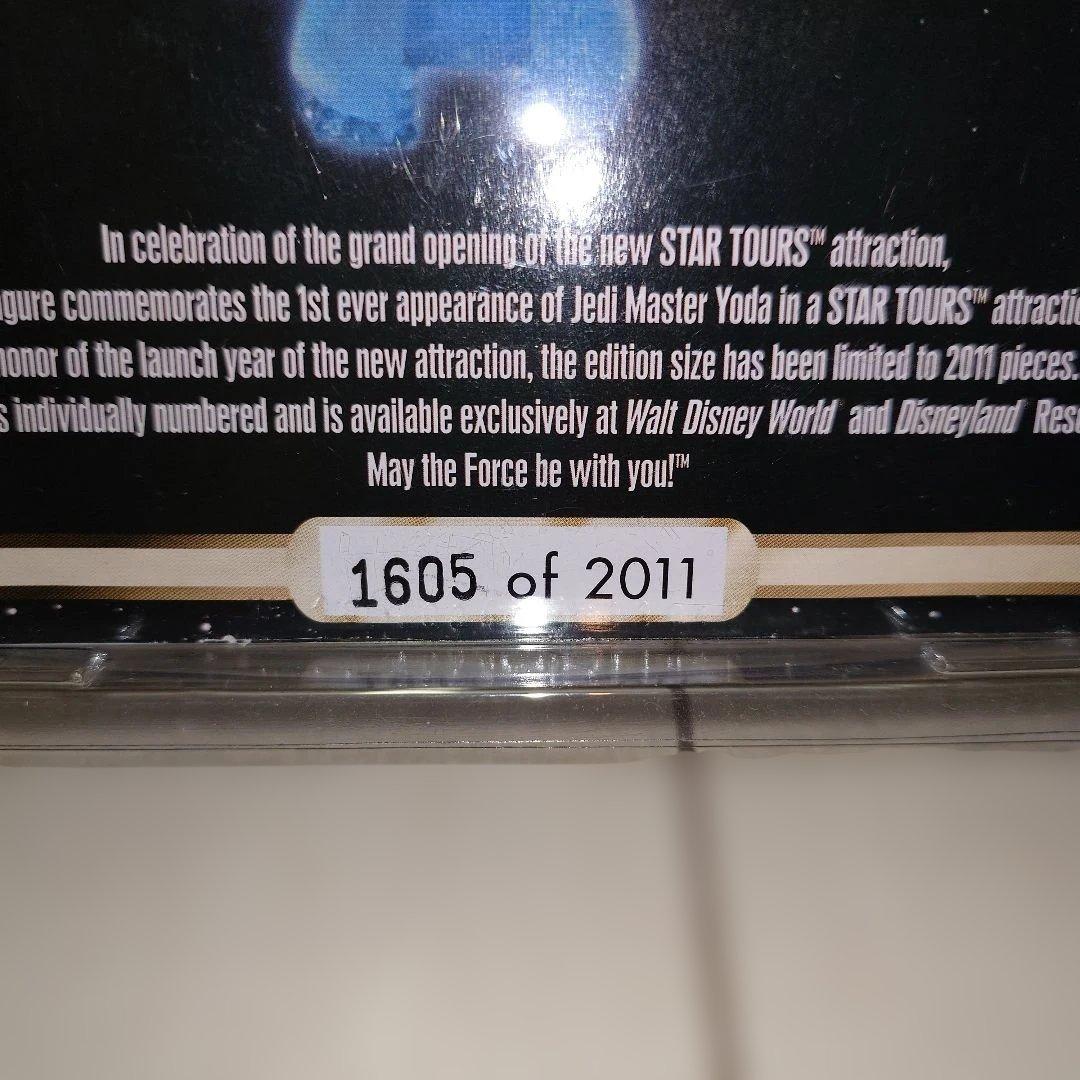 In celebration of the grand opening of the new STAR TOURS™ attraction,
gure commemorates the 1st ever appearance of Jedi Master Yoda in a STAR TOURS™ attractio
onor of the launch year of the new attraction, the edition size has been limited to 2011 pieces.
s individually numbered and is available exclusively at Walt Disney World and Disneyland Reso
May the Force be with you!™
1605 of 2011